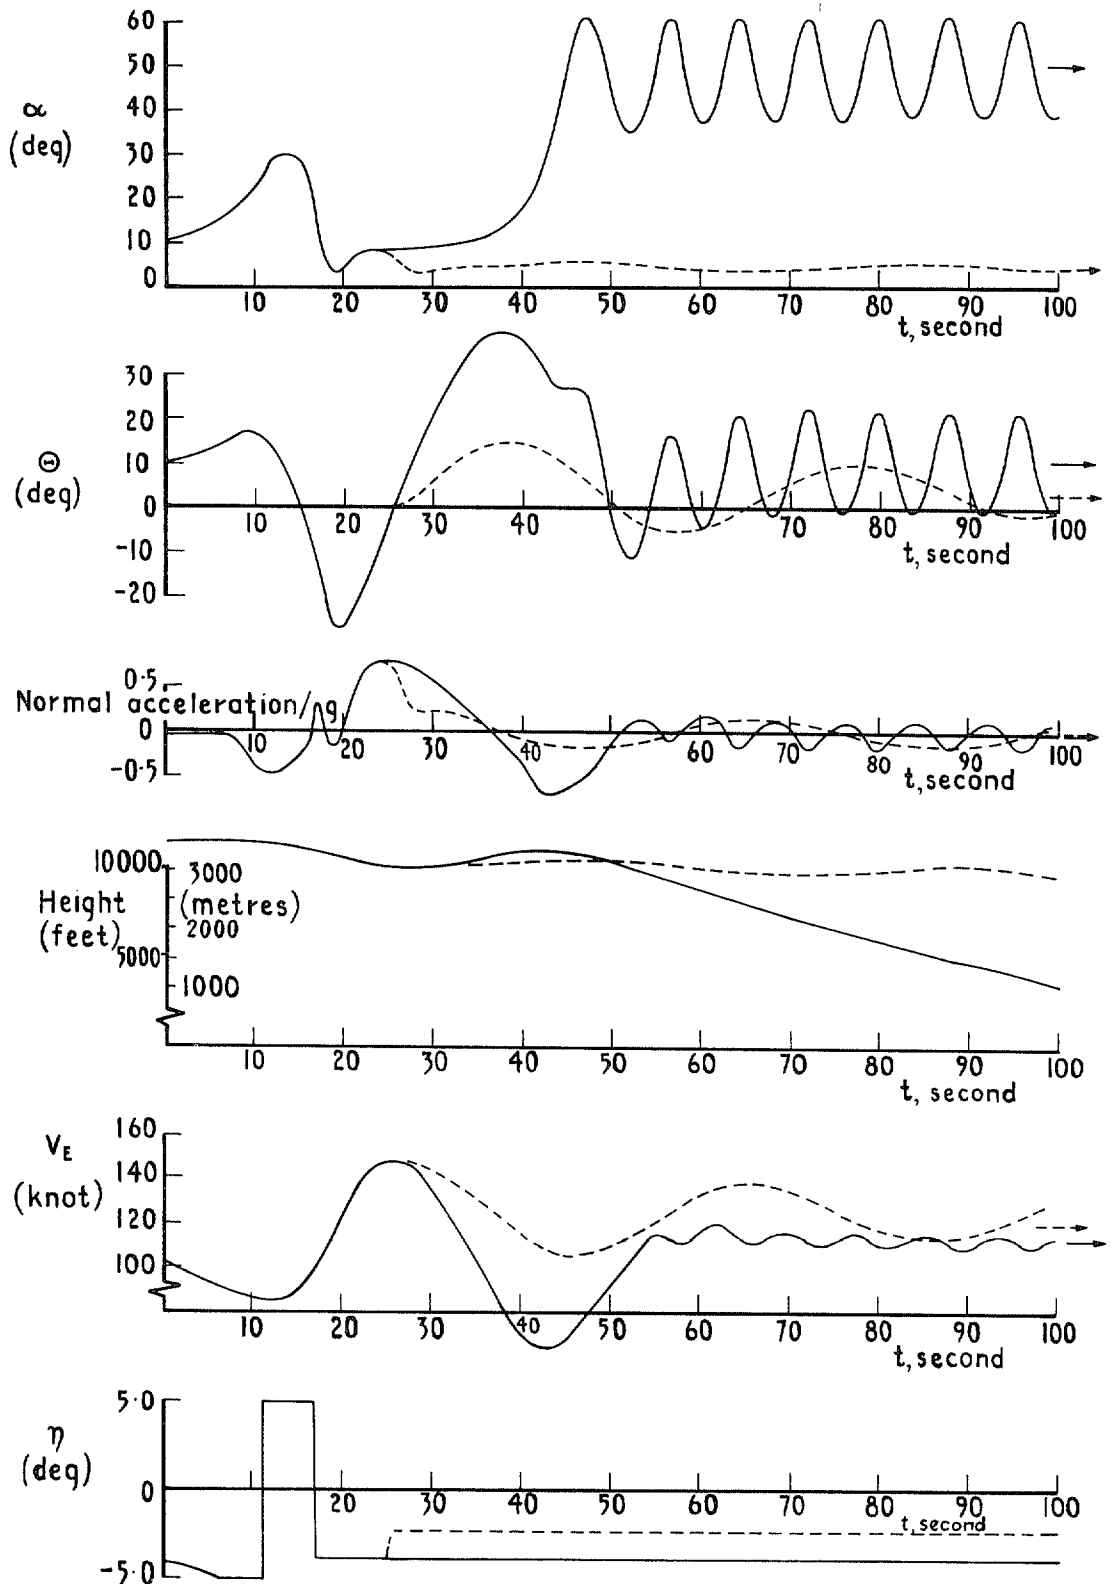 60
50
40
30
20
10
0
α
(deg)
10 20 30 40 50 60 70 80 90 100
t, second
30
20
10
0
-10
-20
Θ
(deg)
10 20 30 40 70 80 90 100
t, second
0·5
Normal acceleration/g
0
-0·5
10 20 30 40 60 70 80 90 100
t, second
10000
5000
Height
(feet)
3000
(metres)
2000
1000
10 20 30 40 50 60 70 80 90 100
t, second
160
140
120
100
VE
(knot)
10 20 30 40 50 60 70 80 90 100
t, second
5·0
0
-5·0
η
(deg)
20 30 40 50 60 70 80 90 100
t, second